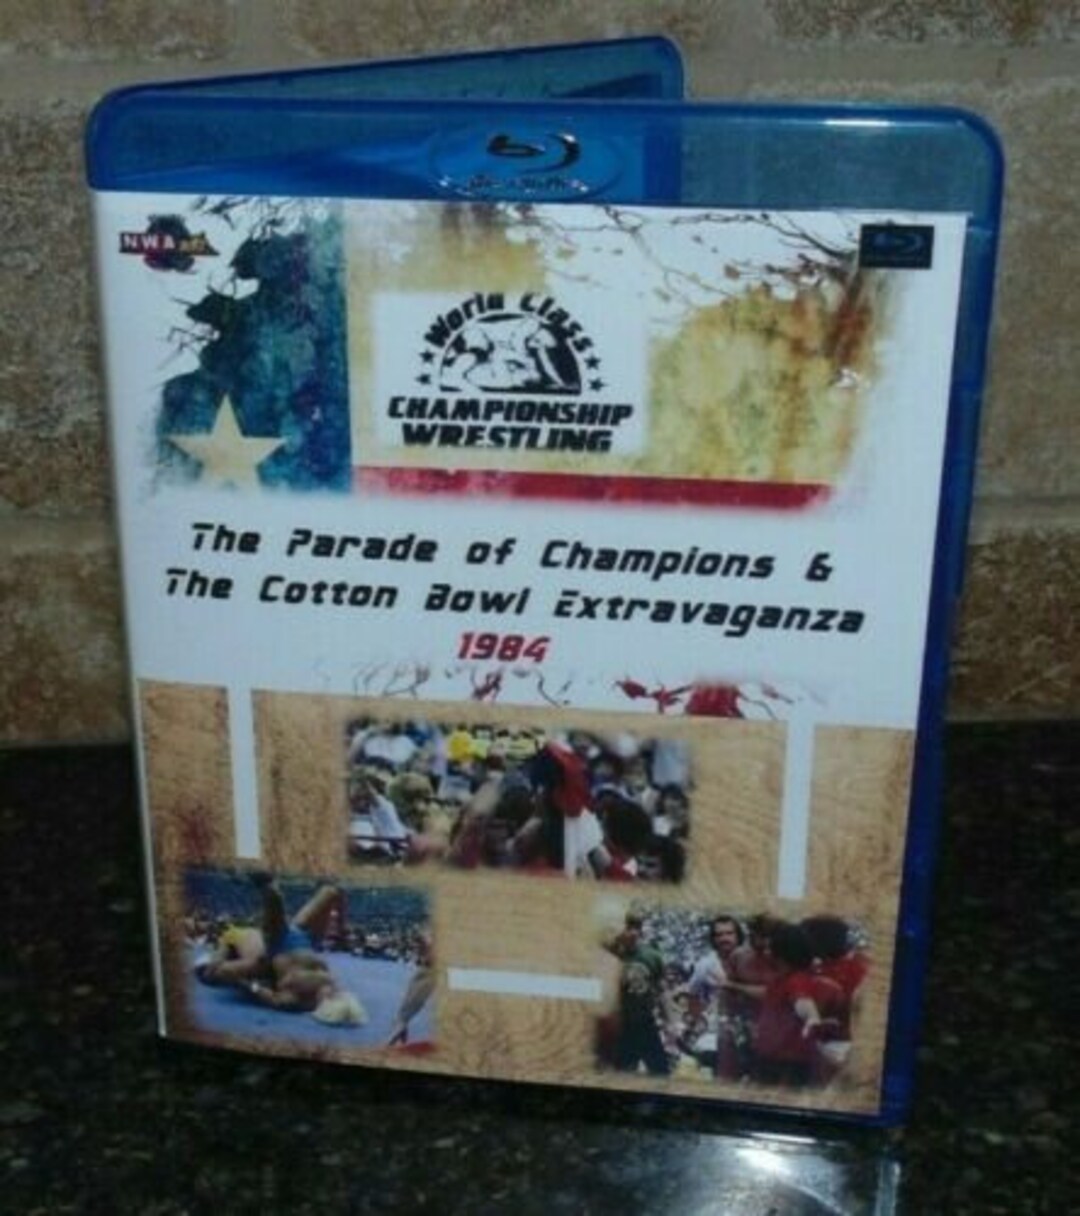 NWA
World Class
CHAMPIONSHIP
WRESTLING
The Parade of Champions &
The Cotton Bowl Extravaganza
1984